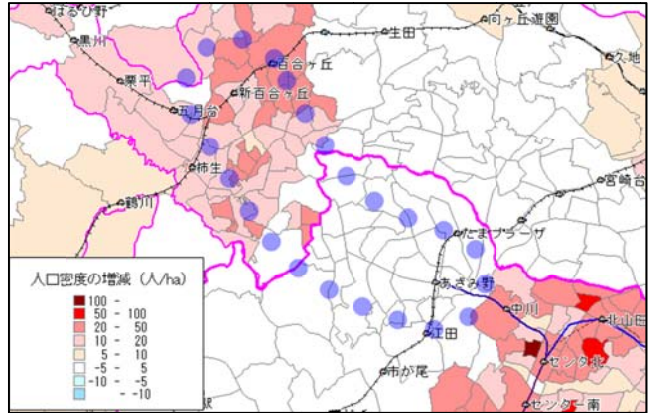 はるひ野
黒川
生田
向ヶ丘遊園
久地
百合ヶ丘
栗平
新百合ヶ丘
五月台
柿生
宮崎台
鶴川
たまプラーザ
人口密度の増減（人/ha）
100 -
50 - 100
20 - 50
10 - 20
5 - 10
-5 - 5
-10 - -5
- -10
あざみ野
中川
北山田
江田
センタ北
市が尾
駅
センター南